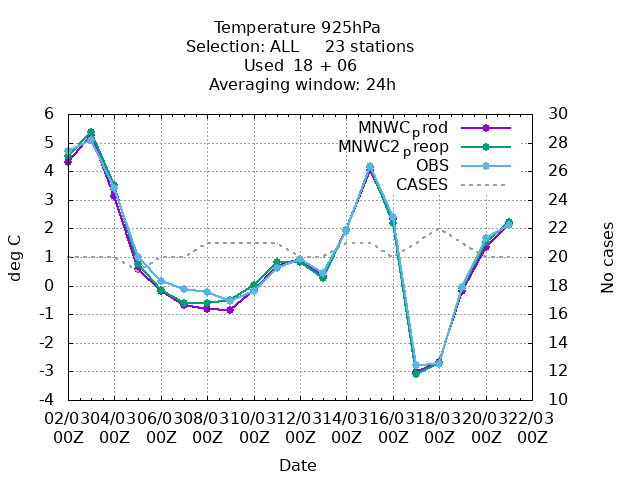 Temperature 925hPa
Selection: ALL 23 stations
Used 18 + 06
Averaging window: 24h
MNWC_prod
MNWC2_preop
OBS
CASES
6
5
4
3
2
1
0
-1
-2
-3
-4
deg C
30
28
26
24
22
20
18
16
14
12
10
No cases
02/03 04/03 06/03 08/03 10/03 12/03 14/03 16/03 18/03 20/03 22/03
00Z 00Z 00Z 00Z 00Z 00Z 00Z 00Z 00Z 00Z 00Z
Date